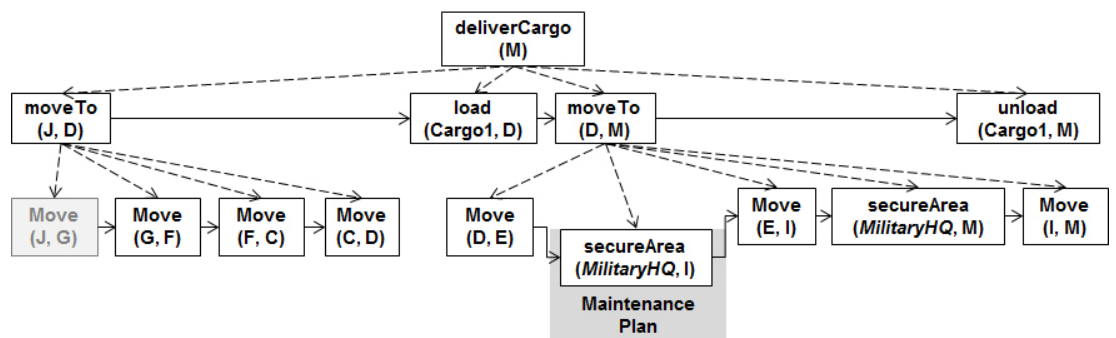 deliverCargo
(M)
moveTo
(J, D)
load
(Cargo1, D)
moveTo
(D, M)
unload
(Cargo1, M)
Move
(J, G)
Move
(G, F)
Move
(F, C)
Move
(C, D)
Move
(D, E)
secureArea
(MilitaryHQ, I)
Move
(E, I)
secureArea
(MilitaryHQ, M)
Move
(I, M)
Maintenance
Plan